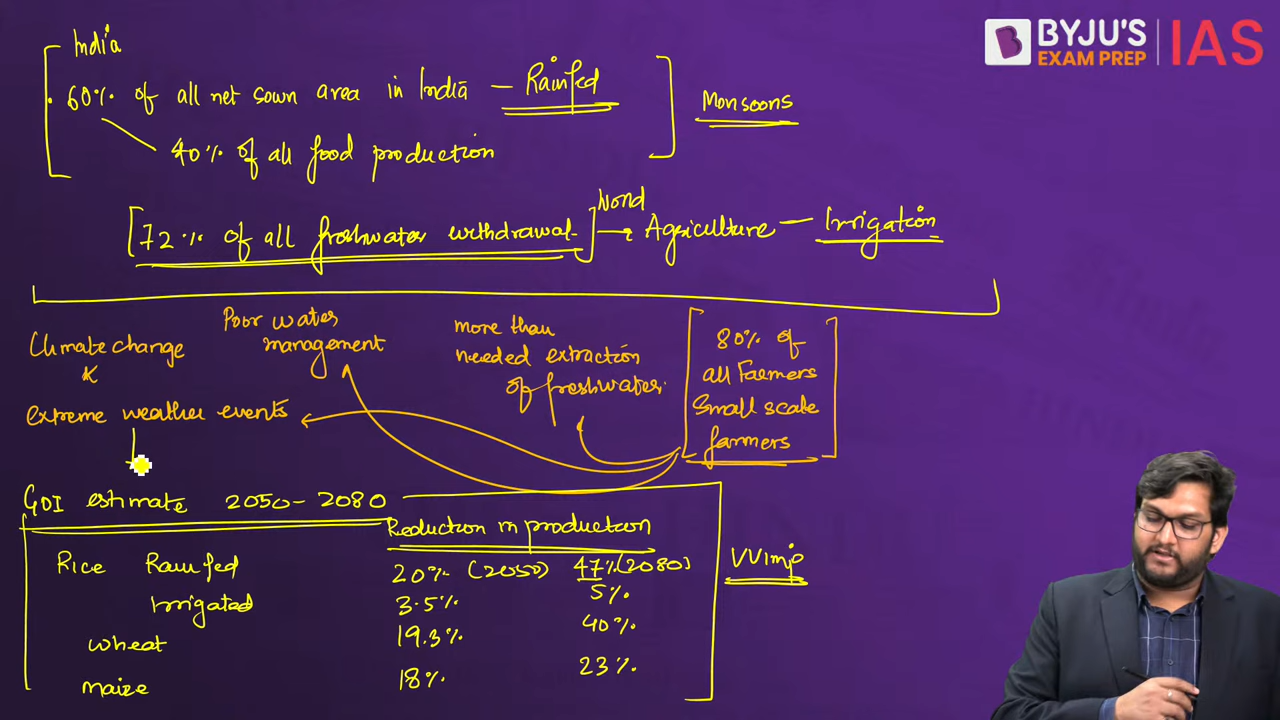 BYJU'S
EXAM PREP
IAS
India
60% of all net sown area in India — Rainfed
Monsoons
40% of all food production
[72% of all freshwater withdrawal] World → Agriculture — Irrigation
Climate change
&
extreme weather events
Poor water
management
more than
needed extraction
of freshwater
80% of
all Farmers
Small scale
farmers
GOI estimate 2050-2080
Reduction in production
Rice Rainfed 20% (2050) 47% (2080)
Irrigated 3.5% 5%
wheat 19.3% 40%
maize 18% 23%
VVImp